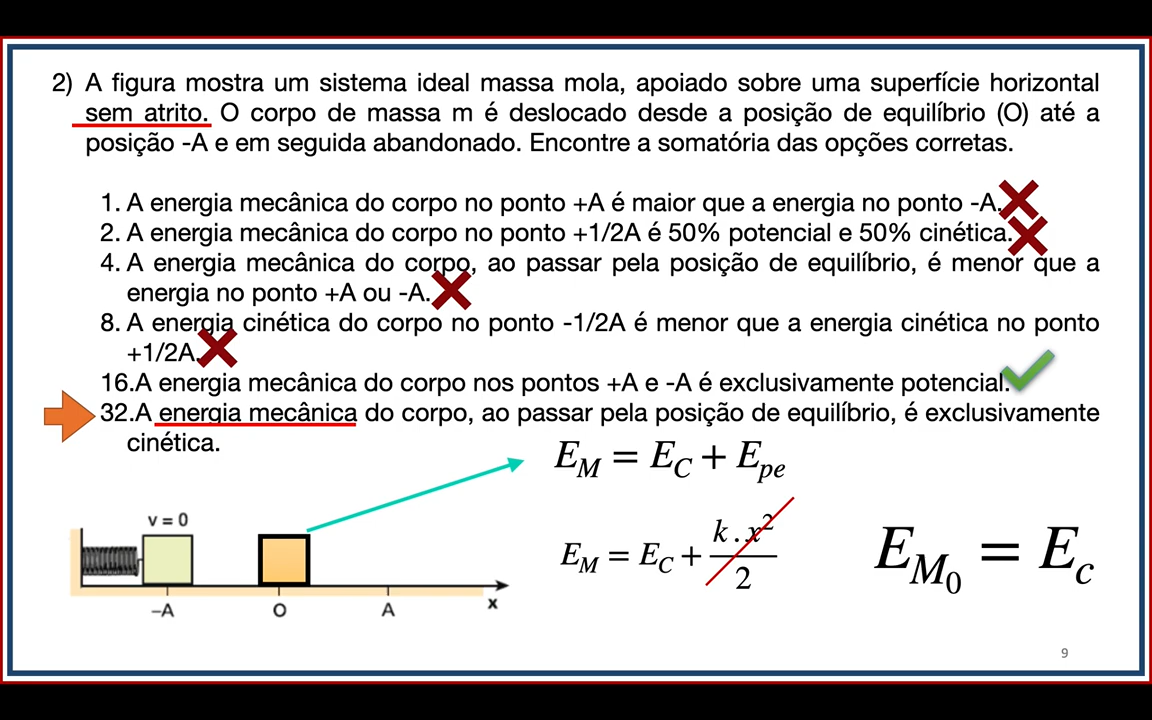 2) A figura mostra um sistema ideal massa mola, apoiado sobre uma superfície horizontal
sem atrito. O corpo de massa m é deslocado desde a posição de equilíbrio (O) até a
posição -A e em seguida abandonado. Encontre a somatória das opções corretas.
1. A energia mecânica do corpo no ponto +A é maior que a energia no ponto -A.
2. A energia mecânica do corpo no ponto +1/2A é 50% potencial e 50% cinética.
4. A energia mecânica do corpo, ao passar pela posição de equilíbrio, é menor que a
energia no ponto +A ou -A.
8. A energia cinética do corpo no ponto -1/2A é menor que a energia cinética no ponto
+1/2A.
16.A energia mecânica do corpo nos pontos +A e -A é exclusivamente potencial.
32.A energia mecânica do corpo, ao passar pela posição de equilíbrio, é exclusivamente
cinética.
E_M = E_C + E_pe
E_M = E_C + k.x²/2
E_M₀ = E_c
v = 0
–A O A x
9